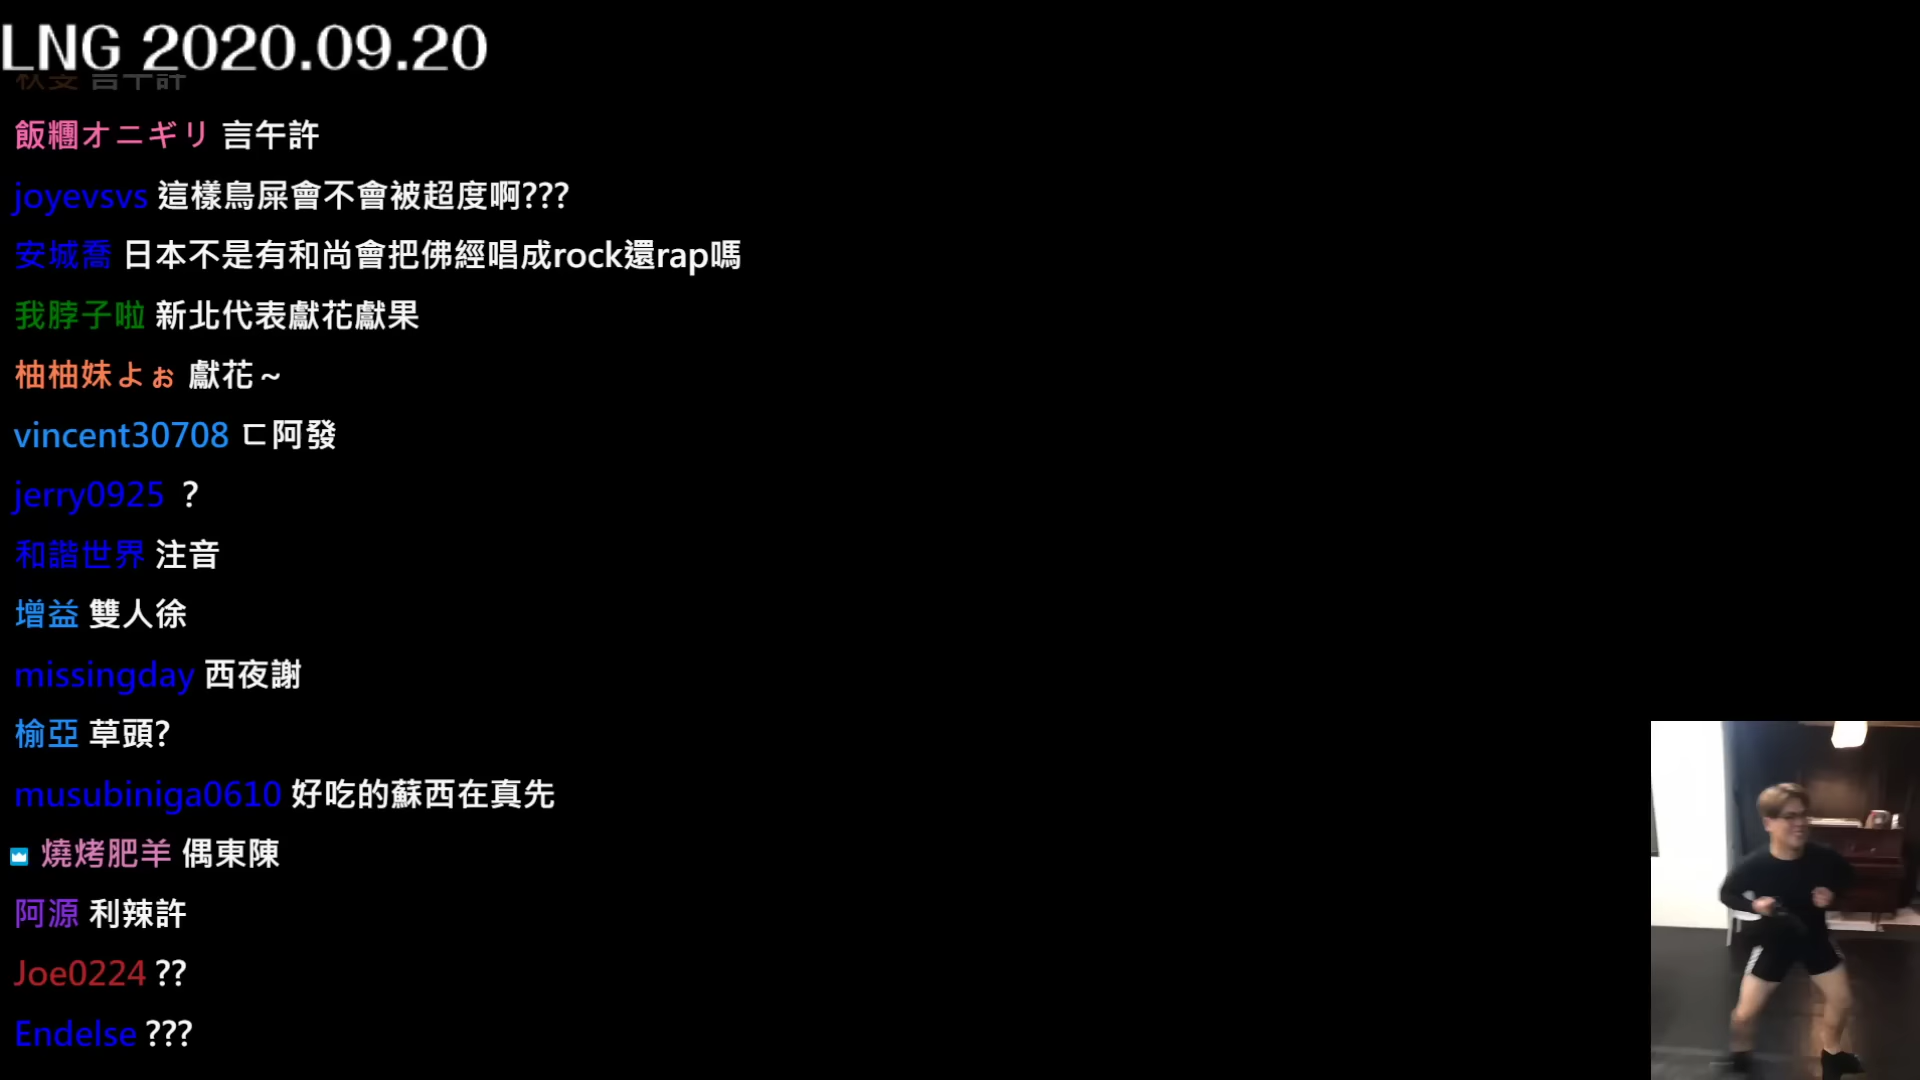 LNG 2020.09.20
言午許
飯糰オニギリ 言午許
joyevsvs 這樣鳥屎會不會被超度啊???
安城喬 日本不是有和尚會把佛經唱成rock還rap嗎
我脖子啦 新北代表獻花獻果
柚柚妹よぉ 獻花～
vincent30708 ㄈ阿發
jerry0925 ？
和諧世界 注音
增益 雙人徐
missingday 西夜謝
榆亞 草頭?
musubiniga0610 好吃的蘇西在真先
燒烤肥羊 偶東陳
阿源 利辣許
Joe0224 ??
Endelse ???